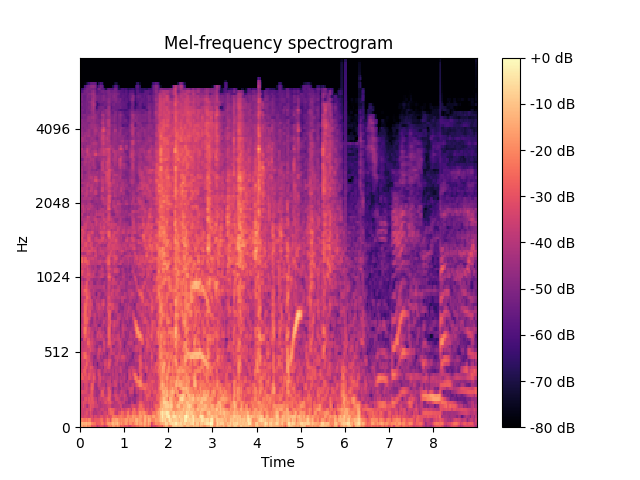 Mel-frequency spectrogram
+0 dB
-10 dB
-20 dB
-30 dB
-40 dB
-50 dB
-60 dB
-70 dB
-80 dB
Hz
4096
2048
1024
512
0
0 1 2 3 4 5 6 7 8
Time